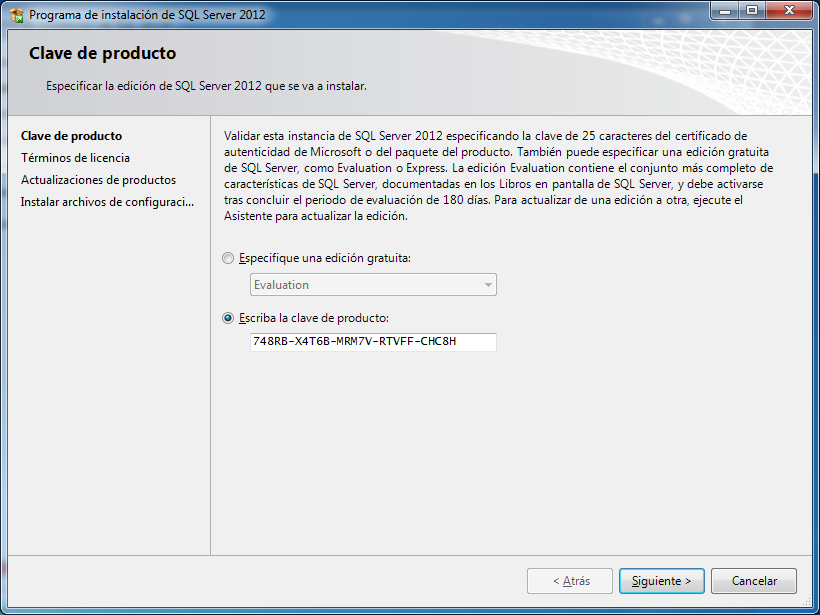 Programa de instalación de SQL Server 2012
Clave de producto
Especificar la edición de SQL Server 2012 que se va a instalar.
Clave de producto
Términos de licencia
Actualizaciones de productos
Instalar archivos de configuraci...
Validar esta instancia de SQL Server 2012 especificando la clave de 25 caracteres del certificado de
autenticidad de Microsoft o del paquete del producto. También puede especificar una edición gratuita
de SQL Server, como Evaluation o Express. La edición Evaluation contiene el conjunto más completo de
características de SQL Server, documentadas en los Libros en pantalla de SQL Server, y debe activarse
tras concluir el periodo de evaluación de 180 días. Para actualizar de una edición a otra, ejecute el
Asistente para actualizar la edición.
Especifique una edición gratuita:
Evaluation
Escriba la clave de producto:
748RB-X4T6B-MRM7V-RTVFF-CHC8H
< Atrás
Siguiente >
Cancelar